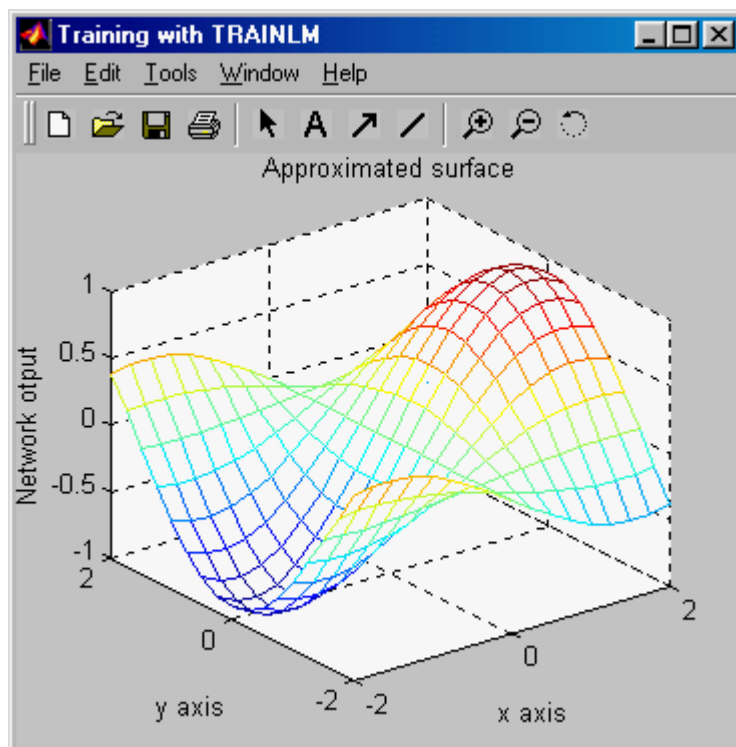 Training with TRAINLM
File Edit Tools Window Help
A
Approximated surface
1
0.5
0
-0.5
-1
Network otput
2
0
-2
y axis
-2
0
2
x axis